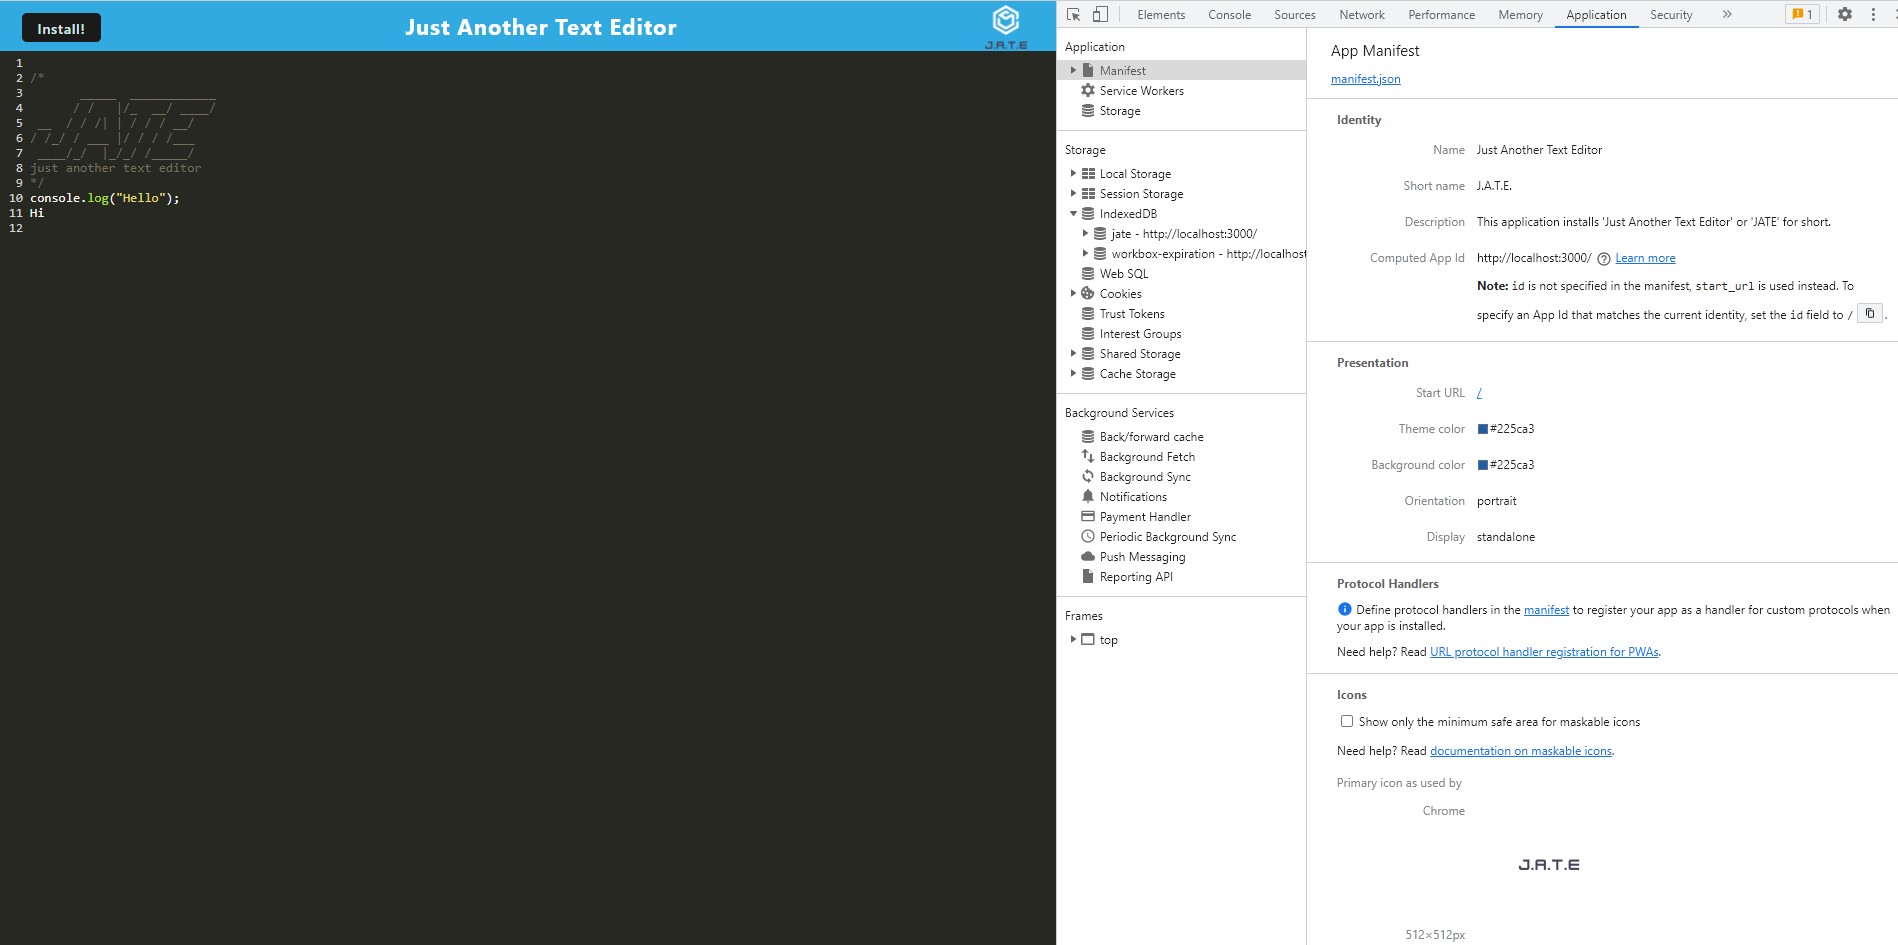 Install!
Just Another Text Editor
J.A.T.E
1
2 /*
3      _____  ____________
4     / /   |/_  __/ ____/
5 __  / / /| | / / / __/
6 / /_/ / ___ |/ / / /___
7 ____/_/  |_/_/ /_____/
8 just another text editor
9 */
10 console.log("Hello");
11 Hi
12
Elements Console Sources Network Performance Memory Application Security » 1
Application
Manifest
Service Workers
Storage
Storage
Local Storage
Session Storage
IndexedDB
jate - http://localhost:3000/
workbox-expiration - http://localhost
Web SQL
Cookies
Trust Tokens
Interest Groups
Shared Storage
Cache Storage
Background Services
Back/forward cache
Background Fetch
Background Sync
Notifications
Payment Handler
Periodic Background Sync
Push Messaging
Reporting API
Frames
top
App Manifest
manifest.json
Identity
Name Just Another Text Editor
Short name J.A.T.E.
Description This application installs 'Just Another Text Editor' or 'JATE' for short.
Computed App Id http://localhost:3000/ ? Learn more
Note: id is not specified in the manifest, start_url is used instead. To
specify an App Id that matches the current identity, set the id field to / .
Presentation
Start URL /
Theme color #225ca3
Background color #225ca3
Orientation portrait
Display standalone
Protocol Handlers
Define protocol handlers in the manifest to register your app as a handler for custom protocols when
your app is installed.
Need help? Read URL protocol handler registration for PWAs.
Icons
Show only the minimum safe area for maskable icons
Need help? Read documentation on maskable icons.
Primary icon as used by
Chrome
J.A.T.E
512×512px